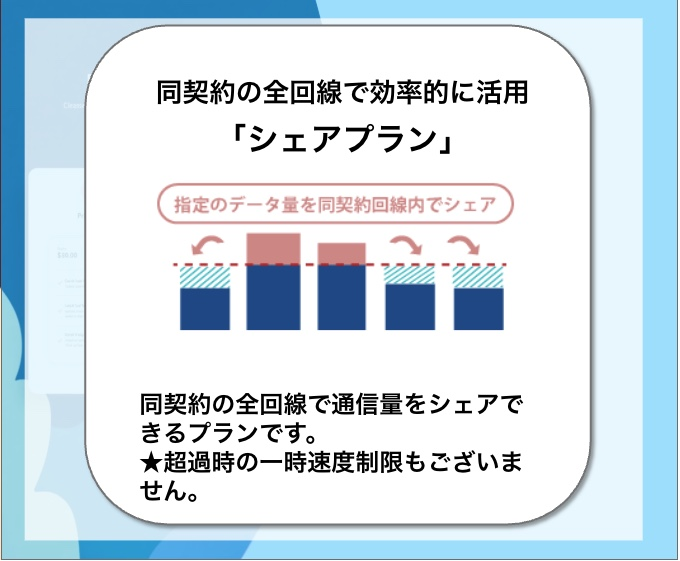 同契約の全回線で効率的に活用
「シェアプラン」
指定のデータ量を同契約回線内でシェア
同契約の全回線で通信量をシェアで
きるプランです。
★超過時の一時速度制限もございま
せん。